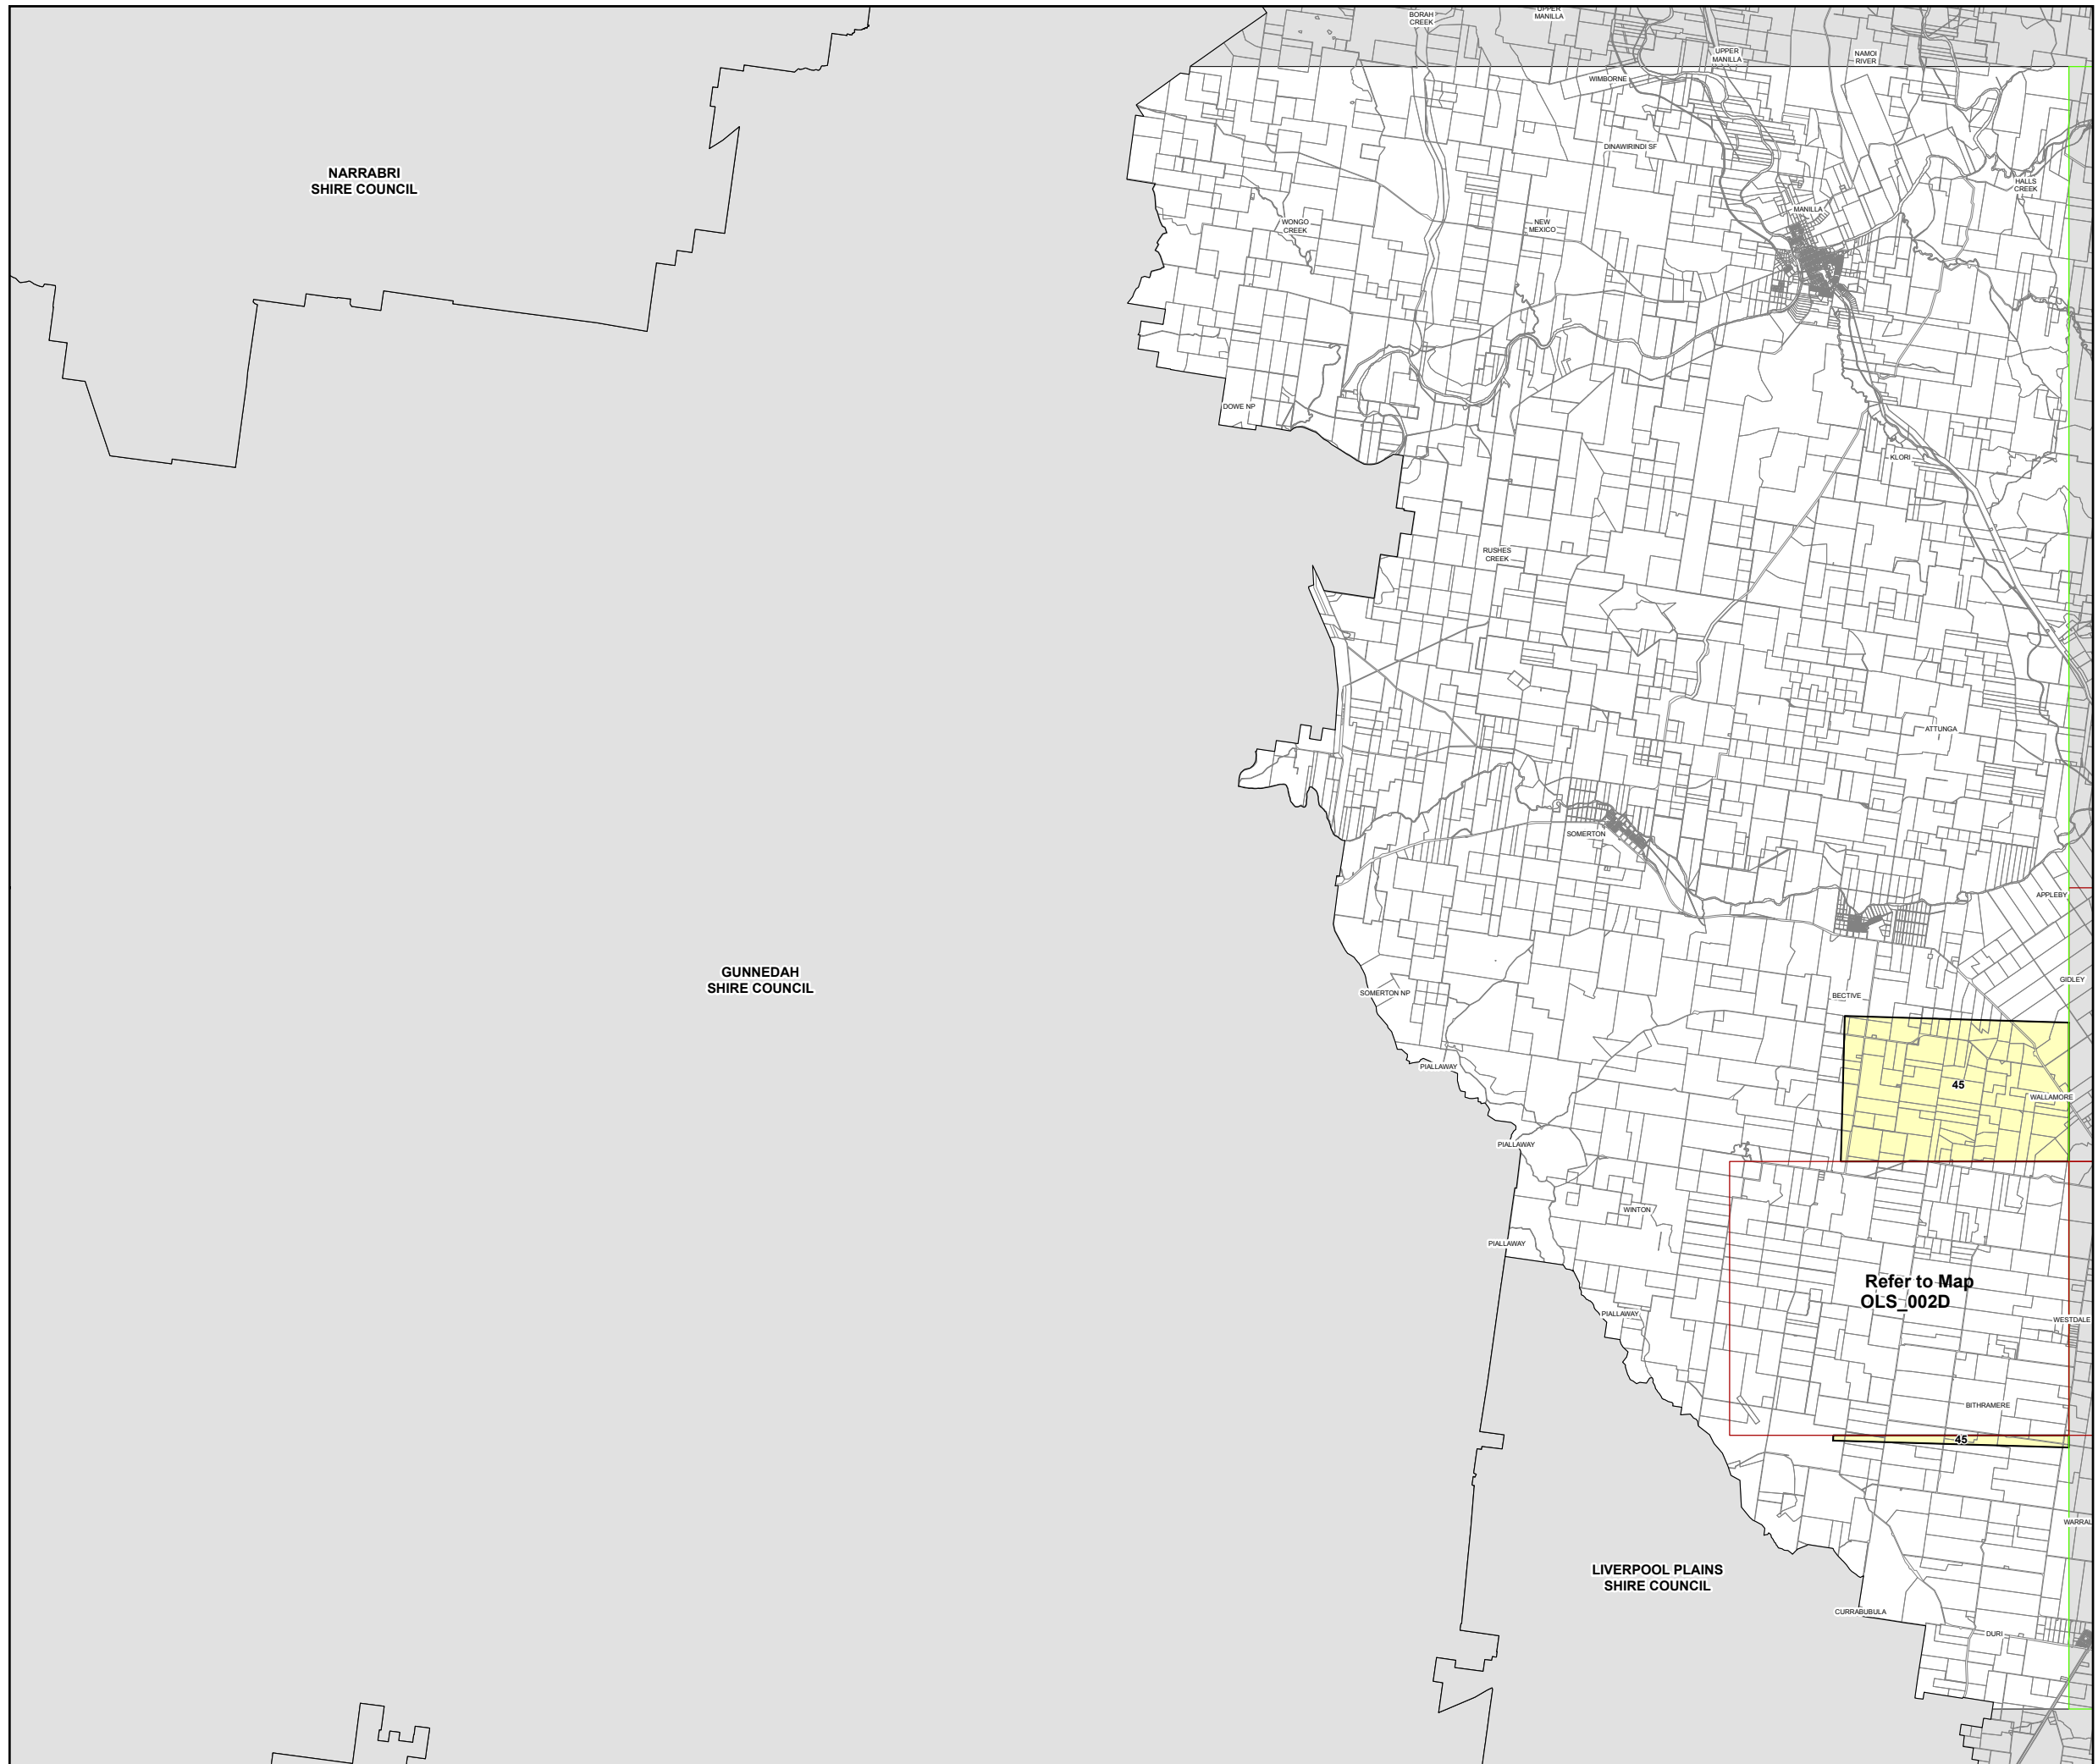 BORAH
CREEK
UPPER
MANILLA
UPPER
MANILLA
NAMOI
RIVER
WIMBORNE
DINAWIRINDI SF
NARRABRI
SHIRE COUNCIL
HALLS
CREEK
MANILLA
WONGO
CREEK
NEW
MEXICO
DOWE NP
KLORI
RUSHES
CREEK
ATTUNGA
SOMERTON
APPLEBY
GUNNEDAH
SHIRE COUNCIL
GIDLEY
SOMERTON NP
BECTIVE
PIALLAWAY
45
WALLAMORE
PIALLAWAY
WINTON
PIALLAWAY
Refer to Map
OLS_002D
PIALLAWAY
WESTDALE
BITHRAMERE
45
WARRAL
LIVERPOOL PLAINS
SHIRE COUNCIL
CURRABUBULA
DURI